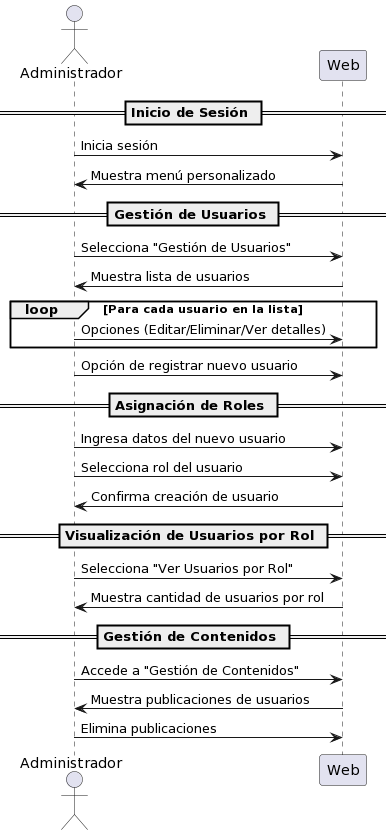 Administrador
Web
Inicio de Sesión
Inicia sesión
Muestra menú personalizado
Gestión de Usuarios
Selecciona "Gestión de Usuarios"
Muestra lista de usuarios
loop [Para cada usuario en la lista]
Opciones (Editar/Eliminar/Ver detalles)
Opción de registrar nuevo usuario
Asignación de Roles
Ingresa datos del nuevo usuario
Selecciona rol del usuario
Confirma creación de usuario
Visualización de Usuarios por Rol
Selecciona "Ver Usuarios por Rol"
Muestra cantidad de usuarios por rol
Gestión de Contenidos
Accede a "Gestión de Contenidos"
Muestra publicaciones de usuarios
Elimina publicaciones
Administrador
Web